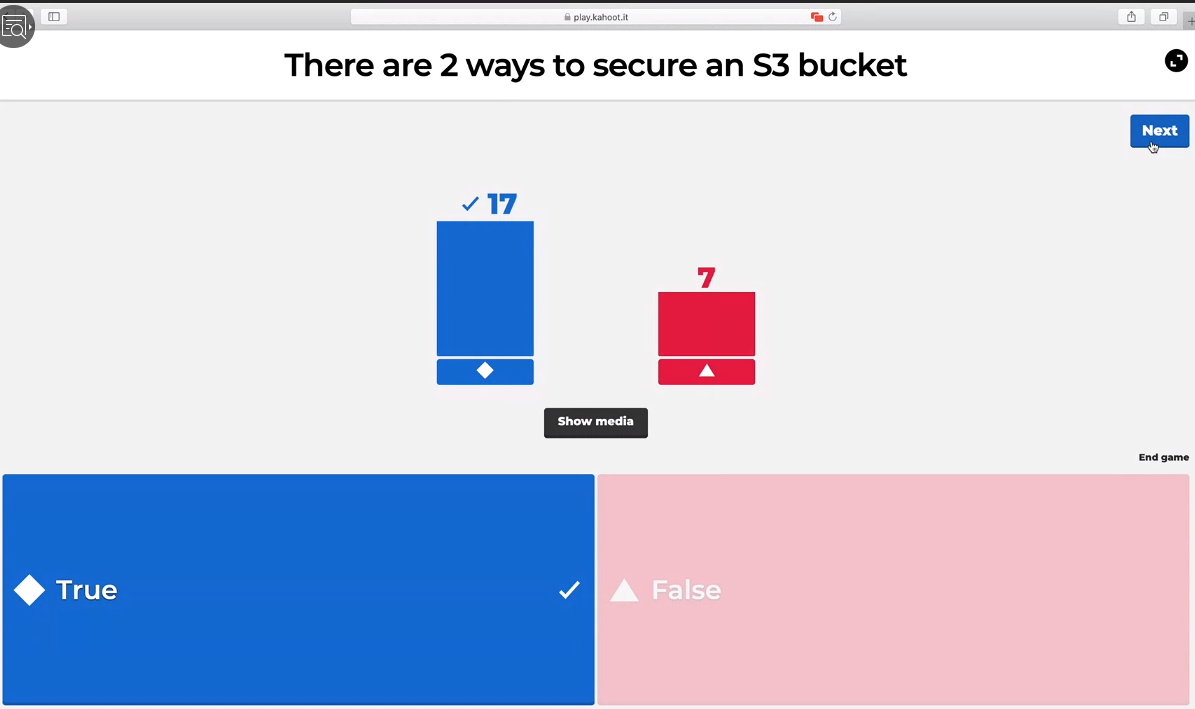 play.kahoot.it
There are 2 ways to secure an S3 bucket
Next
17
7
Show media
End game
True
False